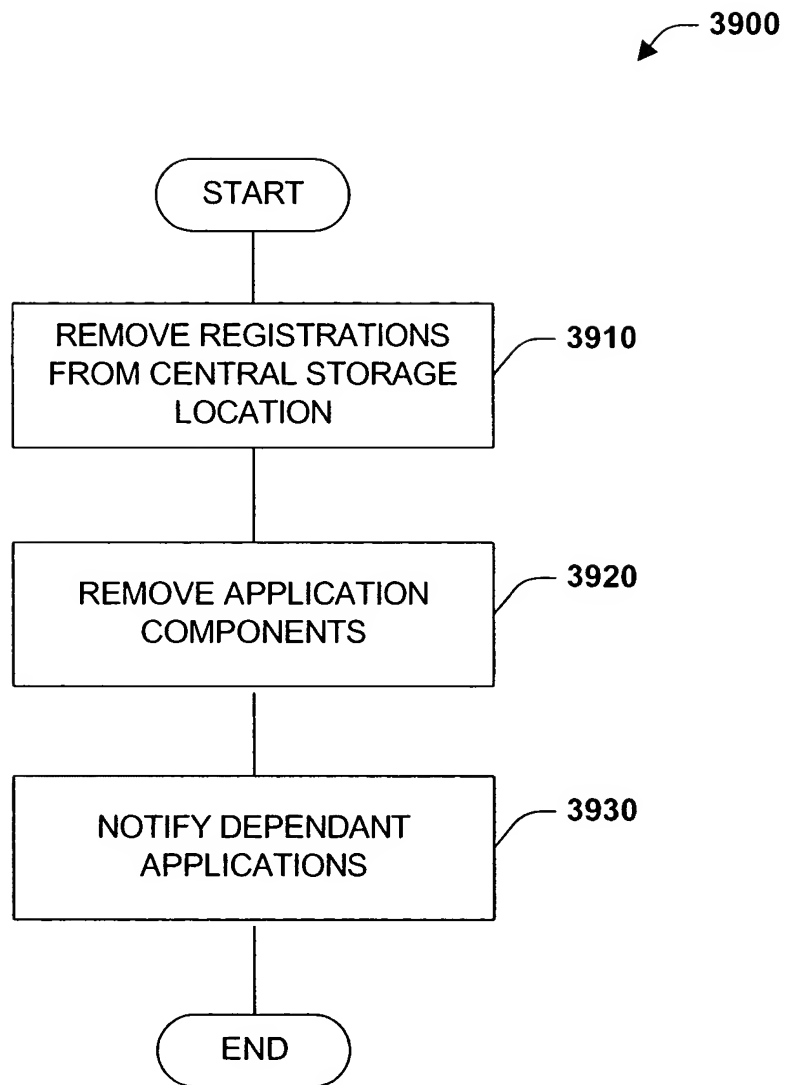 3900
START
REMOVE REGISTRATIONS
FROM CENTRAL STORAGE
LOCATION
3910
REMOVE APPLICATION
COMPONENTS
3920
NOTIFY DEPENDANT
APPLICATIONS
3930
END